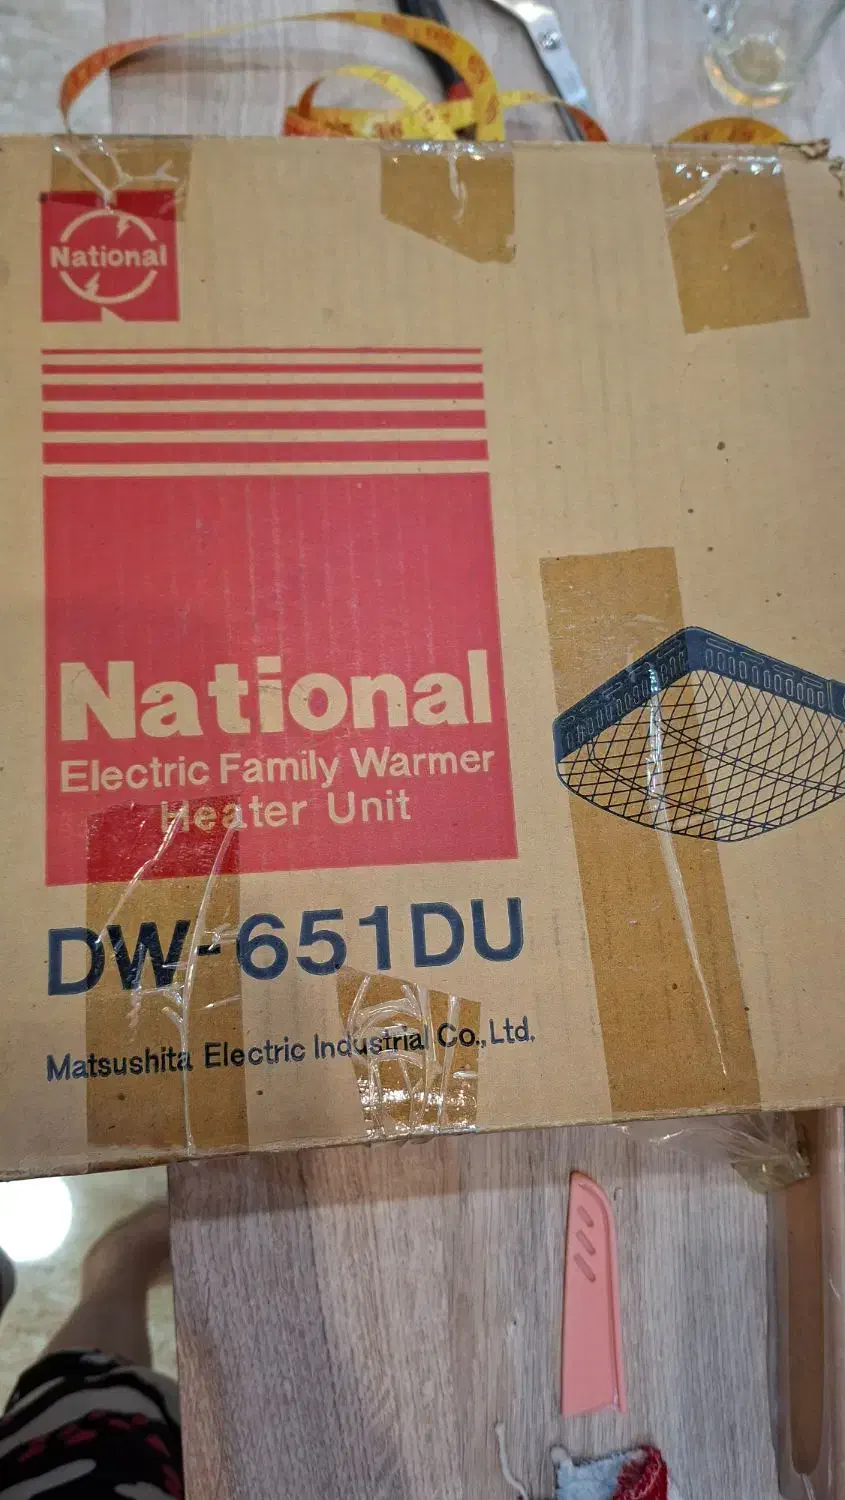 National
National
Electric Family Warmer
Heater Unit
DW-651DU
Matsushita Electric Industrial Co., Ltd.